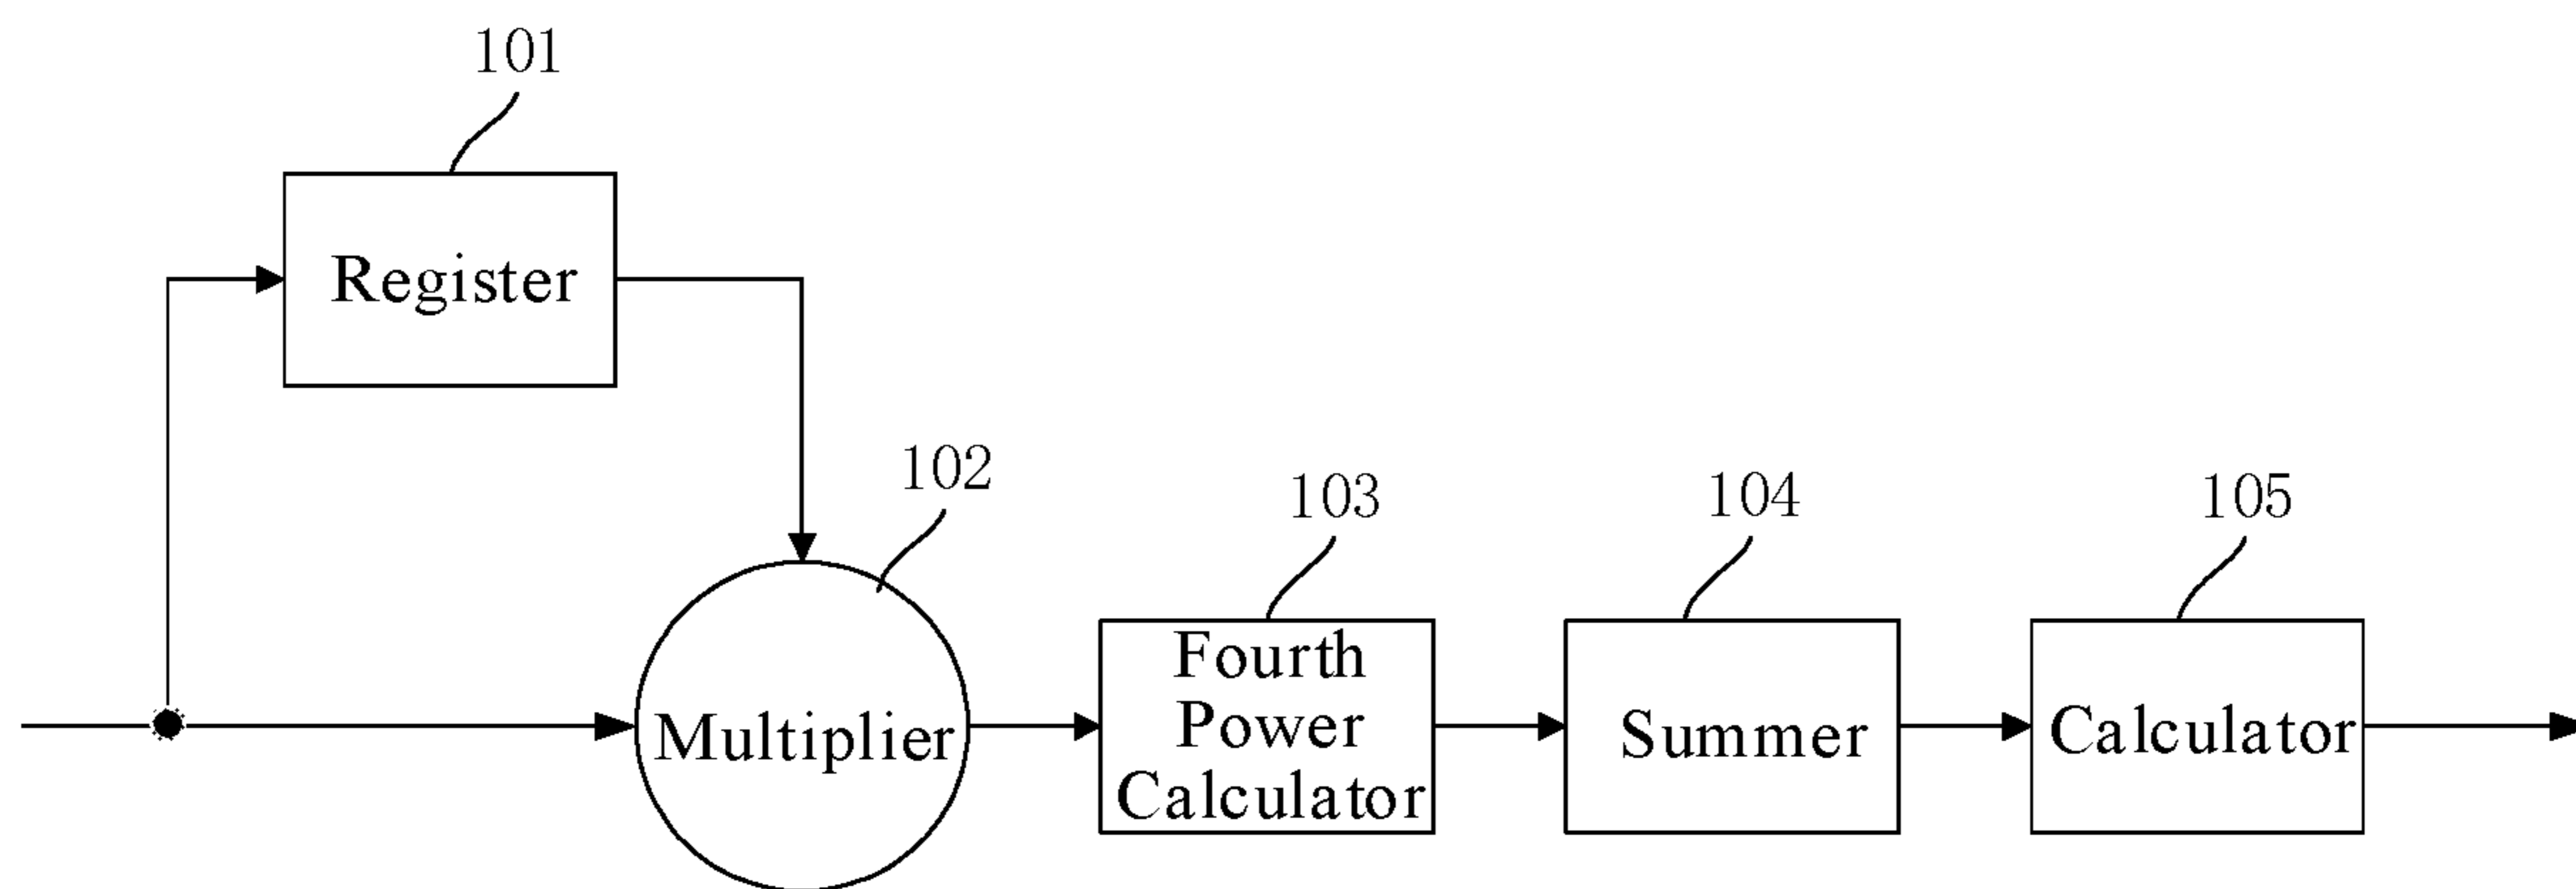 101
Register
102
Multiplier
103
Fourth
Power
Calculator
104
Summer
105
Calculator